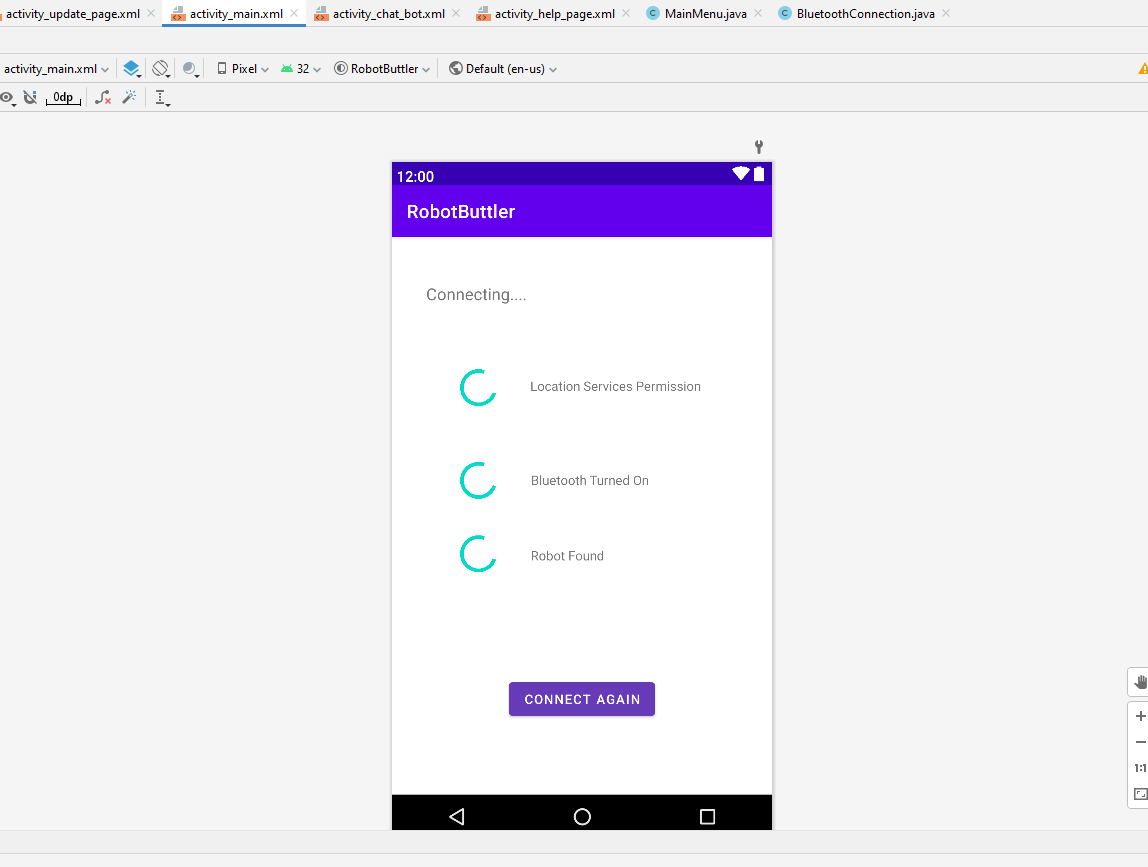 activity_update_page.xml activity_main.xml activity_chat_bot.xml activity_help_page.xml MainMenu.java BluetoothConnection.java
activity_main.xml Pixel 32 RobotButtler Default (en-us)
0dp
12:00
RobotButtler
Connecting....
Location Services Permission
Bluetooth Turned On
Robot Found
CONNECT AGAIN
1:1